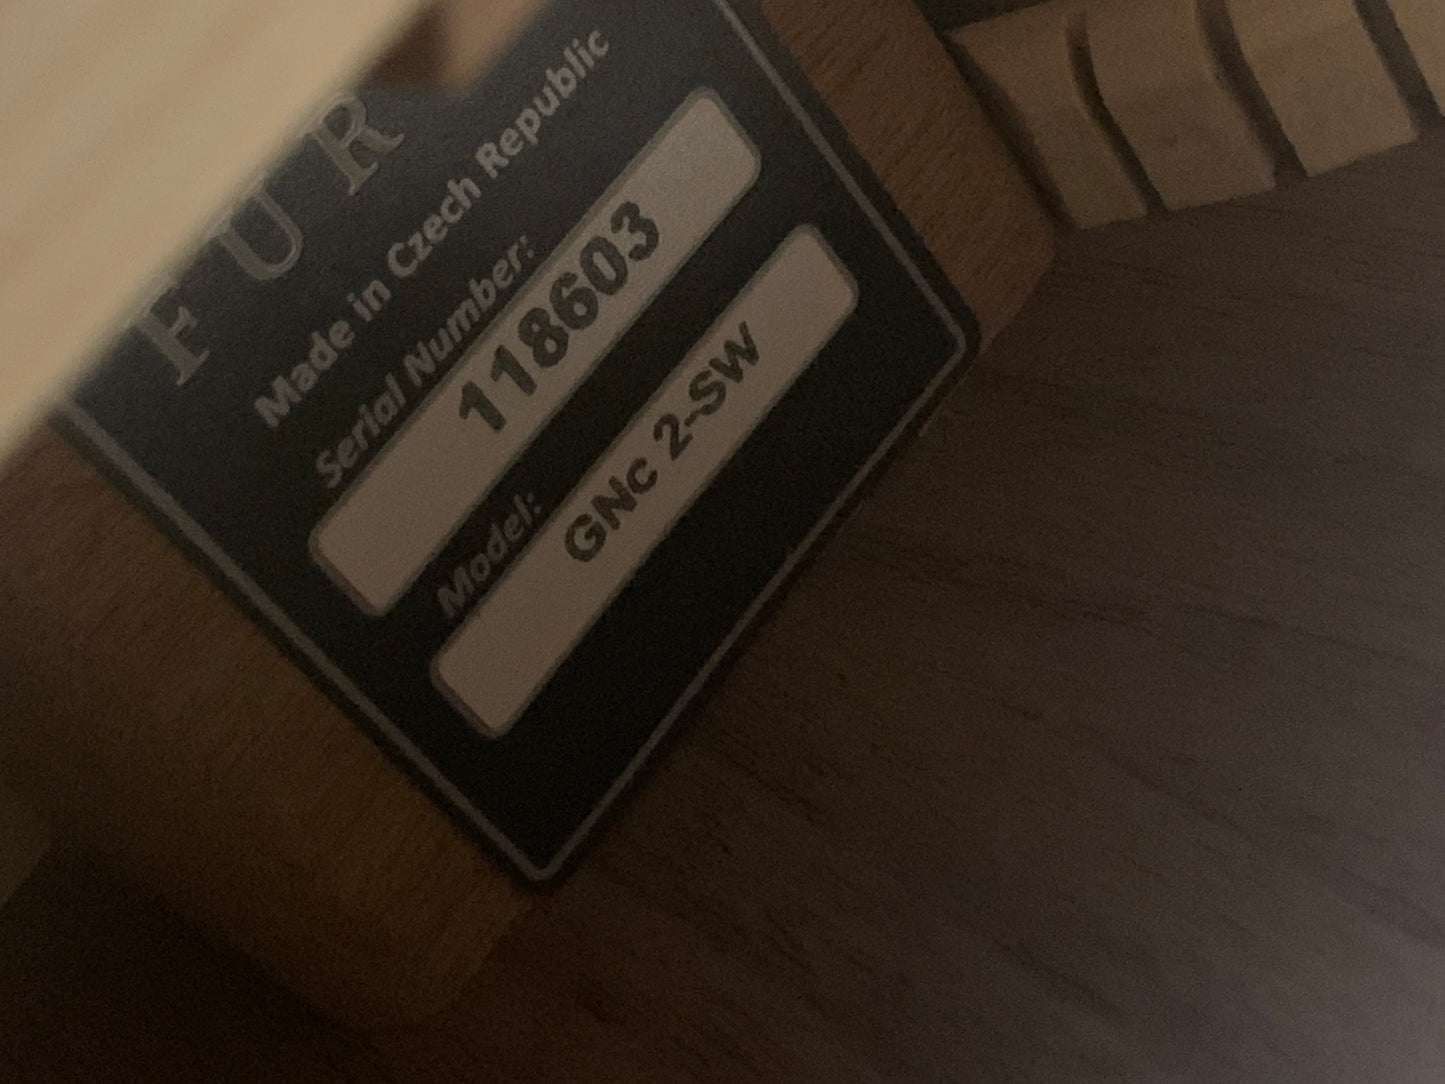 FUR
Made in Czech Republic
Serial Number:
118603
Model:
GNc 2-SW